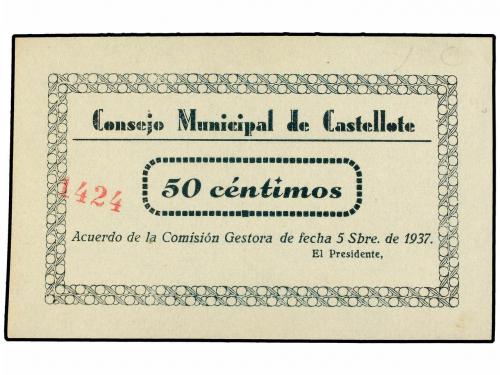 Consejo Municipal de Castellote
50 céntimos
1424
Acuerdo de la Comisión Gestora de fecha 5 Sbre. de 1937.
El Presidente,